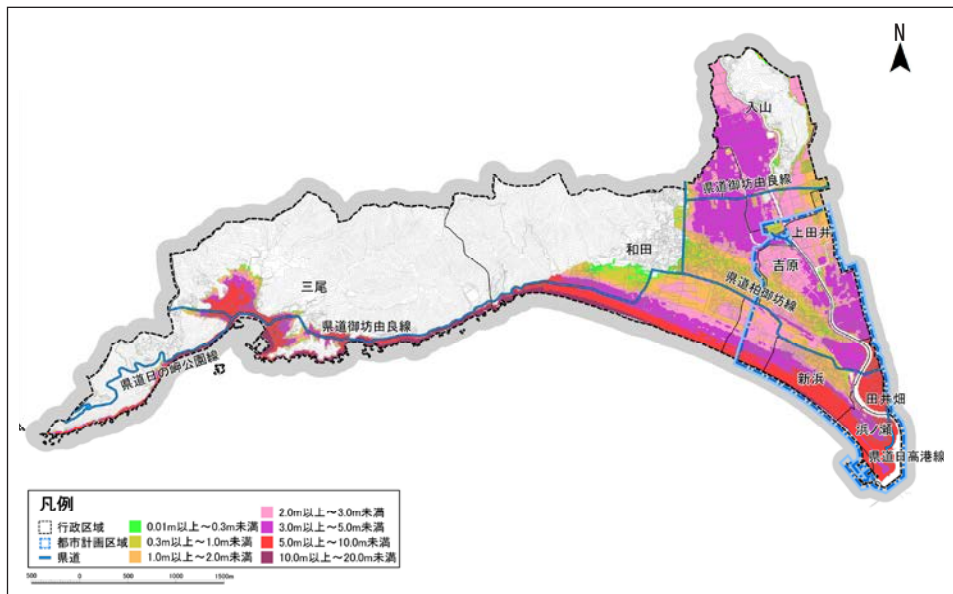 N
入山
県道御坊由良線
上田井
和田
吉原
県道柏御坊線
三尾
県道御坊由良線
県道日の岬公園線
新浜
田井畑
浜ノ瀬
県道日高港線
凡例
行政区域
都市計画区域
県道
0.01m以上～0.3m未満
0.3m以上～1.0m未満
1.0m以上～2.0m未満
2.0m以上～3.0m未満
3.0m以上～5.0m未満
5.0m以上～10.0m未満
10.0m以上～20.0m未満
500 0 500 1000 1500m